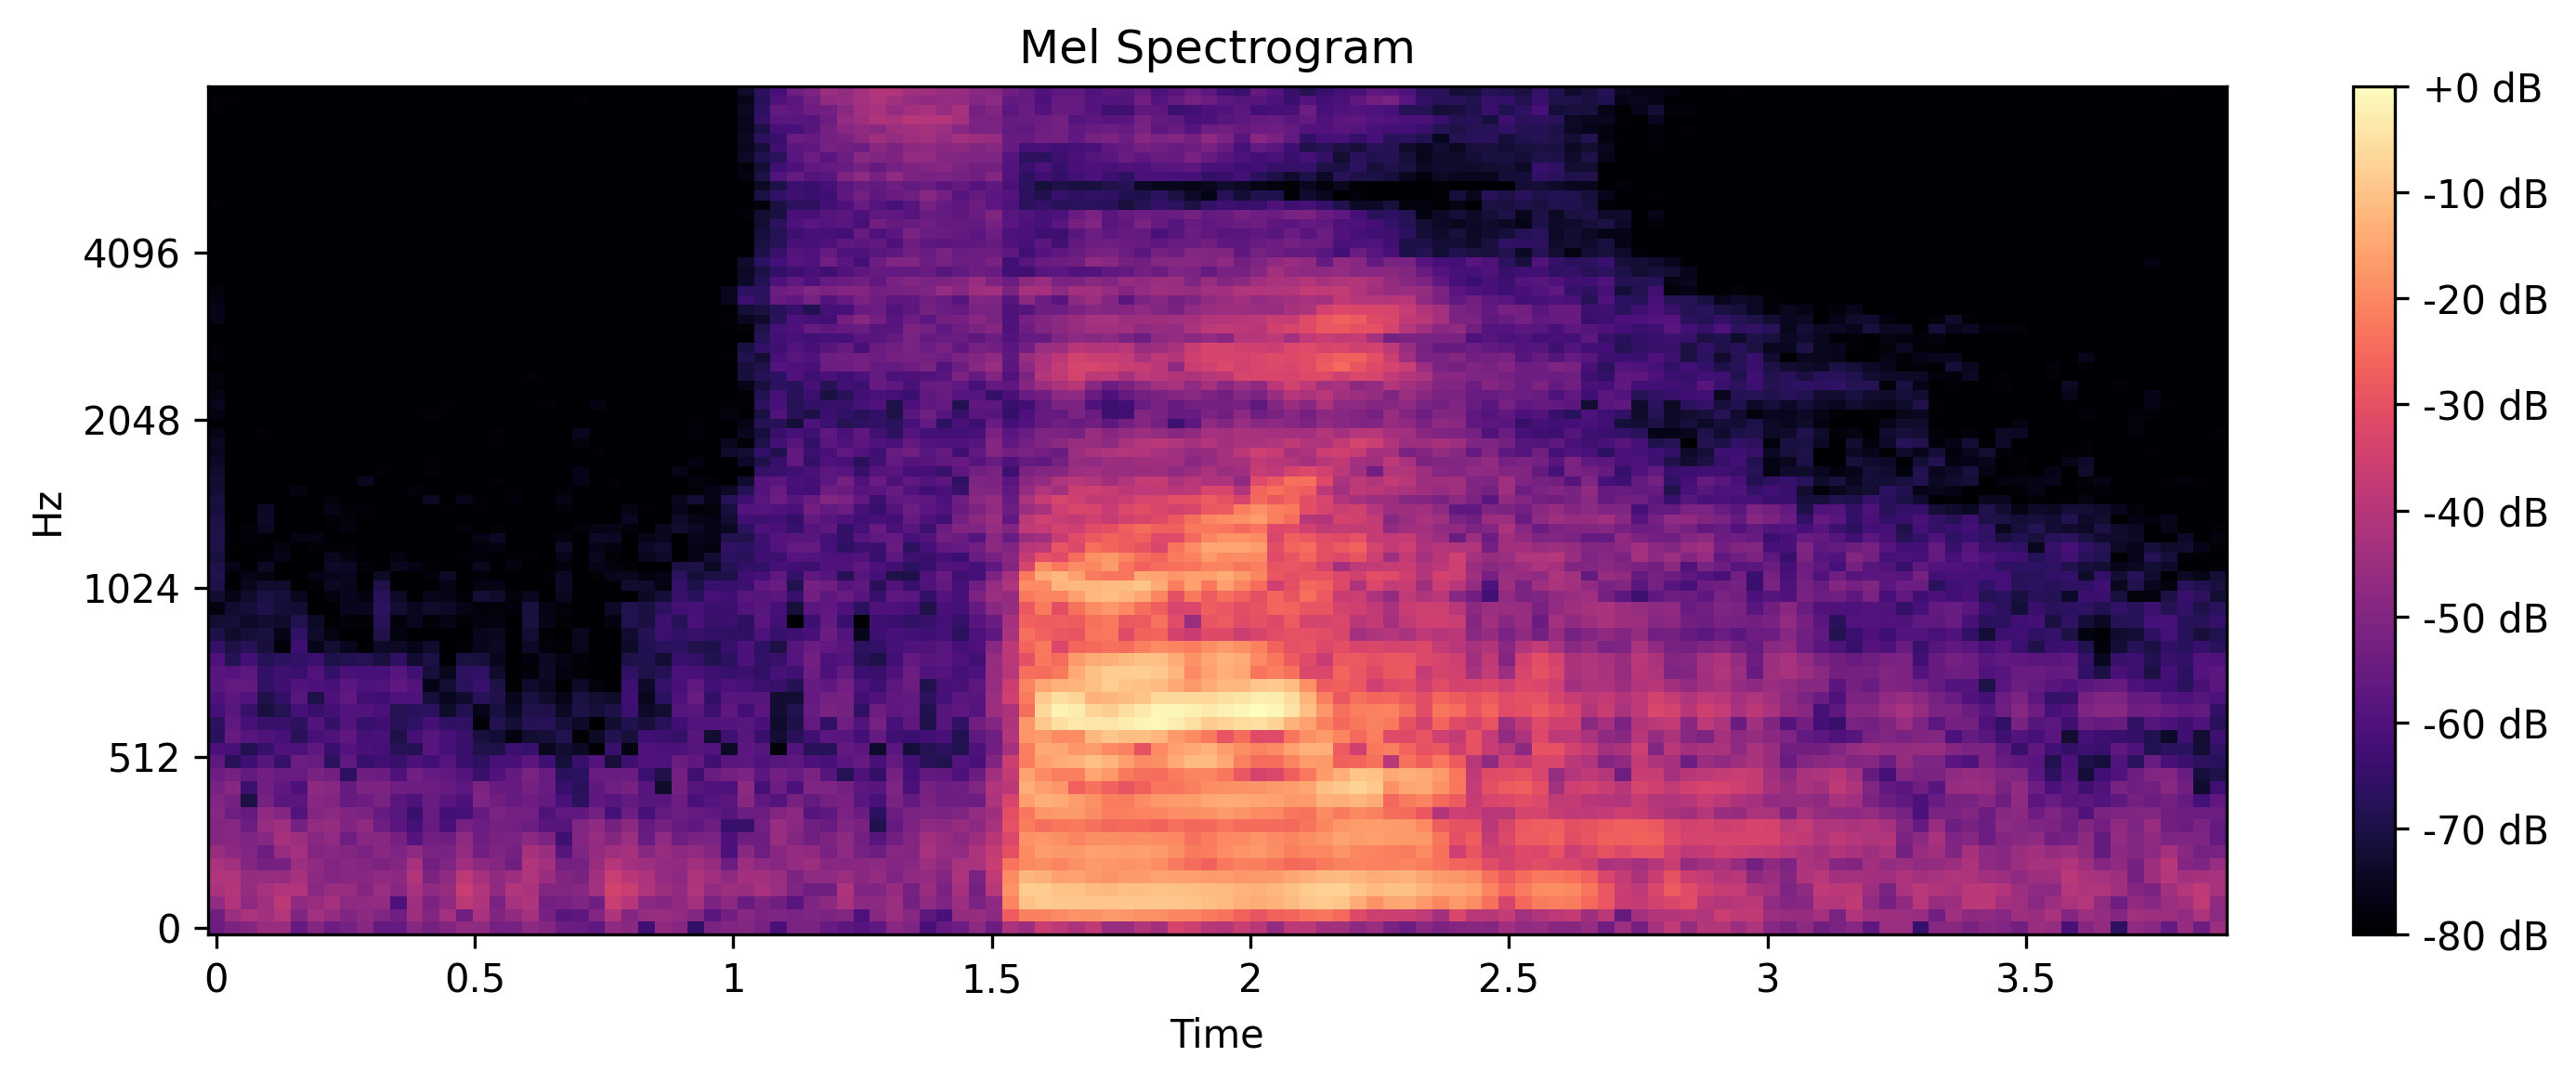 Mel Spectrogram
+0 dB
-10 dB
-20 dB
-30 dB
-40 dB
-50 dB
-60 dB
-70 dB
-80 dB
Hz
4096
2048
1024
512
0
0
0.5
1
1.5
2
2.5
3
3.5
Time